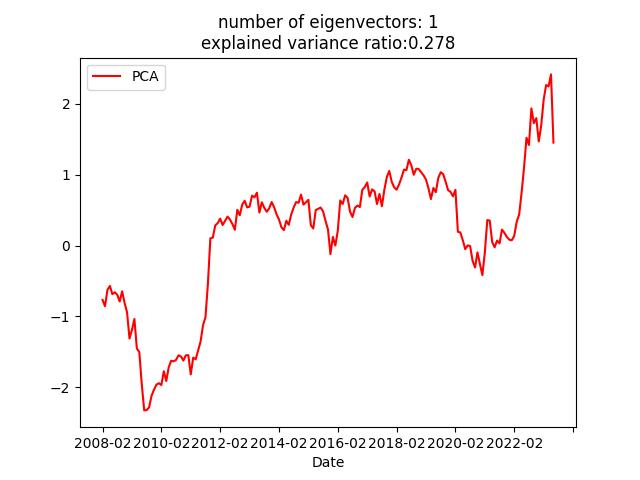 number of eigenvectors: 1
explained variance ratio:0.278
PCA
2
1
0
−1
−2
2008-02 2010-02 2012-02 2014-02 2016-02 2018-02 2020-02 2022-02
Date